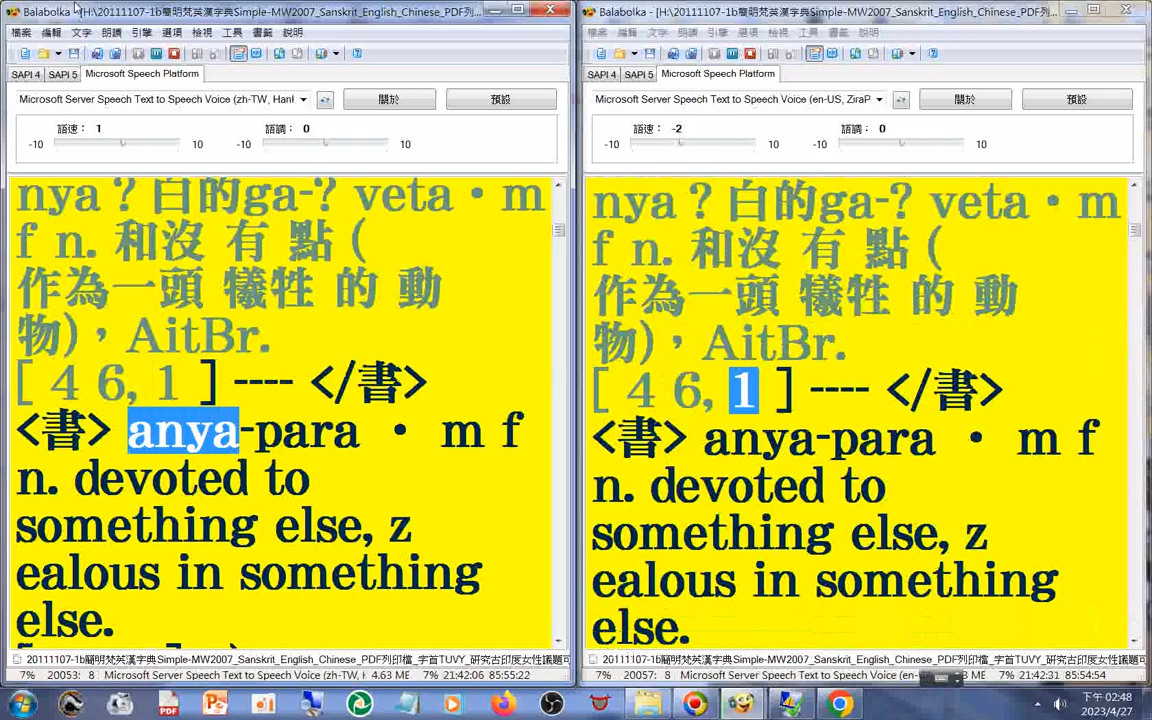 Balabolka - [H:\20111107-1b簡明梵英漢字典Simple-MW2007_Sanskrit_English_Chinese_PDF列...
檔案 編輯 文字 朗讀 引擎 選項 檢視 工具 書籤 說明
SAPI 4 SAPI 5 Microsoft Speech Platform
Microsoft Server Speech Text to Speech Voice (zh-TW, Hanl
關於 預設
語速： 1 語調： 0
-10 10 -10 10
nya？白的ga-? veta・m
f n. 和沒 有 點 (
作為一頭 犧牲 的 動
物)，AitBr.
[ 4 6, 1 ] ---- </書>
<書> anya-para ・ m f
n. devoted to
something else, z
ealous in something
else.
20111107-1b簡明梵英漢字典Simple-MW2007_Sanskrit_English_Chinese_PDF列印檔_字首TUVY_研究古印度女性議題可
7% 20053: 8 Microsoft Server Speech Text to Speech Voice (zh-TW, H 4.63 ME 7% 21:42:06 85:55:22
Balabolka - [H:\20111107-1b簡明梵英漢字典Simple-MW2007_Sanskrit_English_Chinese_PDF列...
檔案 編輯 文字 朗讀 引擎 選項 檢視 工具 書籤 說明
SAPI 4 SAPI 5 Microsoft Speech Platform
Microsoft Server Speech Text to Speech Voice (en-US, ZiraP
關於 預設
語速： -2 語調： 0
-10 10 -10 10
nya？白的ga-? veta・m
f n. 和沒 有 點 (
作為一頭 犧牲 的 動
物)，AitBr.
[ 4 6, 1 ] ---- </書>
<書> anya-para ・ m f
n. devoted to
something else, z
ealous in something
else.
20111107-1b簡明梵英漢字典Simple-MW2007_Sanskrit_English_Chinese_PDF列印檔_字首TUVY_研究古印度女性議題可
7% 20057: 8 Microsoft Server Speech Text to Speech Voice (en-US, Z 4.63 ME 7% 21:42:31 85:54:54
下午 02:48
2023/4/27